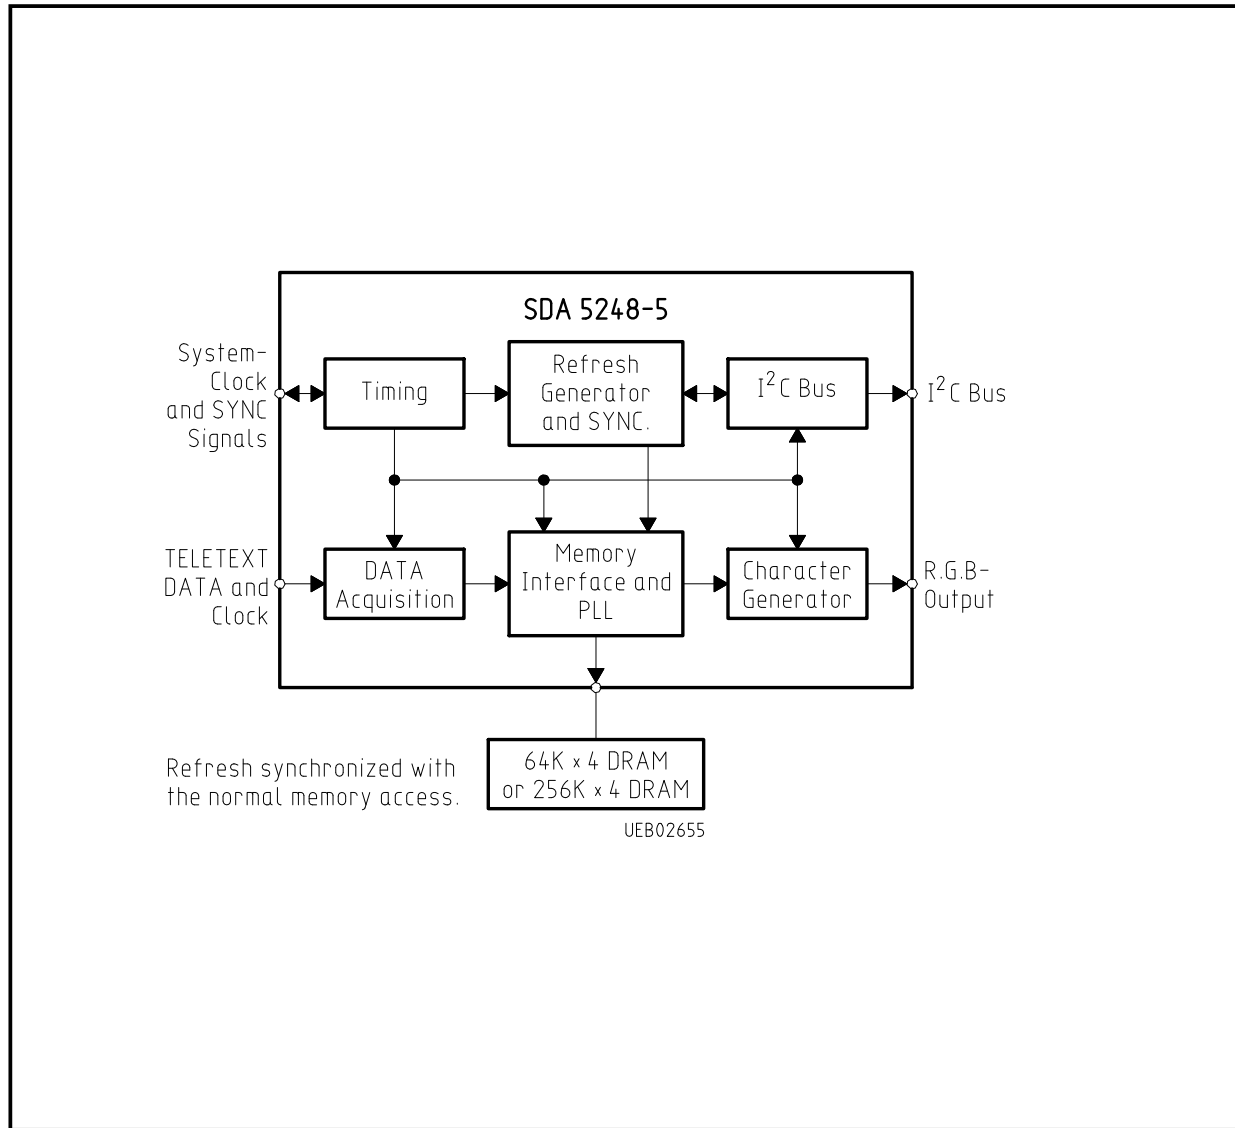 SDA 5248-5
System-
Clock
and SYNC
Signals
Timing
Refresh
Generator
and SYNC.
I²C Bus
I²C Bus
TELETEXT
DATA and
Clock
DATA
Acquisition
Memory
Interface and
PLL
Character
Generator
R.G.B-
Output
Refresh synchronized with
the normal memory access.
64K x 4 DRAM
or 256K x 4 DRAM
UEB02655